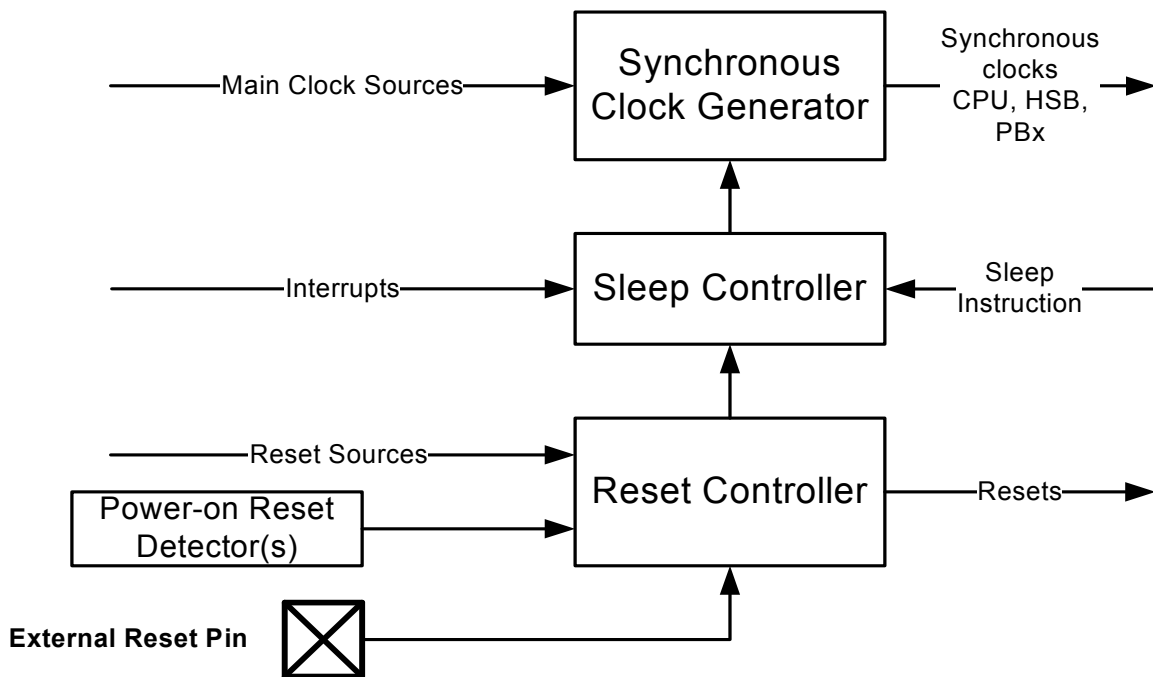 Main Clock Sources
Synchronous
Clock Generator
Synchronous
clocks
CPU, HSB,
PBx
Interrupts
Sleep Controller
Sleep
Instruction
Reset Sources
Reset Controller
Resets
Power-on Reset
Detector(s)
External Reset Pin